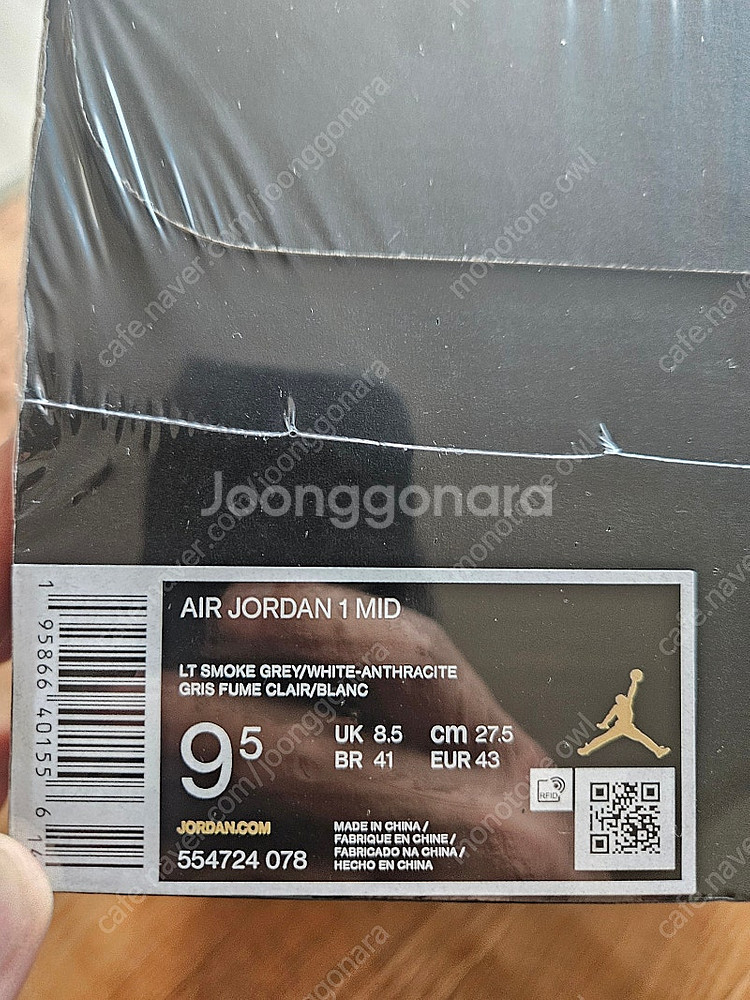 cafe.naver.com/joonggonara
monotone owl
cafe.naver
Joonggonara
AIR JORDAN 1 MID
LT SMOKE GREY/WHITE-ANTHRACITE
GRIS FUME CLAIR/BLANC
9.5
UK 8.5 cm 27.5
BR 41 EUR 43
RFID
JORDAN.COM
554724 078
MADE IN CHINA /
FABRIQUE EN CHINE /
FABRICADO NA CHINA /
HECHO EN CHINA
1 95866 40155 6